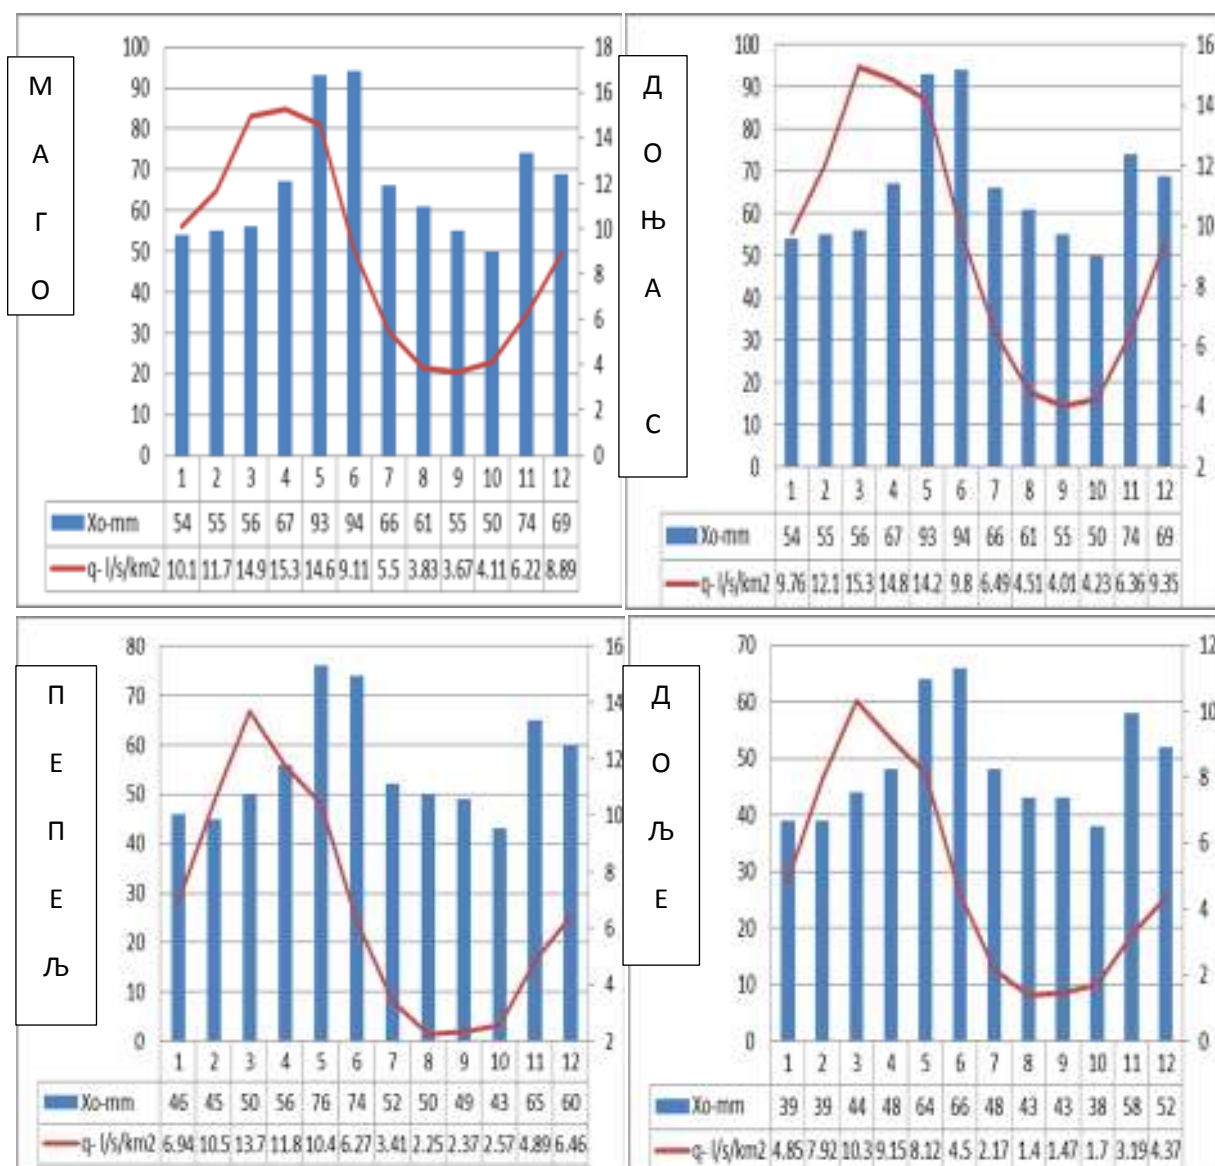 М
А
Г
О
100 90 80 70 60 50 40 30 20 10 0
18 16 14 12 10 8 6 4 2 0
1 2 3 4 5 6 7 8 9 10 11 12
Xo-mm 54 55 56 67 93 94 66 61 55 50 74 69
q- l/s/km2 10.1 11.7 14.9 15.3 14.6 9.11 5.5 3.83 3.67 4.11 6.22 8.89
Д
О
Њ
А
С
100 90 80 70 60 50 40 30 20 10 0
16 14 12 10 8 6 4 2
1 2 3 4 5 6 7 8 9 10 11 12
Xo-mm 54 55 56 67 93 94 66 61 55 50 74 69
q- l/s/km2 9.76 12.1 15.3 14.8 14.2 9.8 6.49 4.51 4.01 4.23 6.36 9.35
П
Е
П
Е
Љ
80 70 60 50 40 30 20 10 0
16 14 12 10 8 6 4 2
1 2 3 4 5 6 7 8 9 10 11 12
Xo-mm 46 45 50 56 76 74 52 50 49 43 65 60
q- l/s/km2 6.94 10.5 13.7 11.8 10.4 6.27 3.41 2.25 2.37 2.57 4.89 6.46
Д
О
Љ
Е
70 60 50 40 30 20 10 0
12 10 8 6 4 2 0
1 2 3 4 5 6 7 8 9 10 11 12
Xo-mm 39 39 44 48 64 66 48 43 43 38 58 52
q- l/s/km2 4.85 7.92 10.3 9.15 8.12 4.5 2.17 1.4 1.47 1.7 3.19 4.37